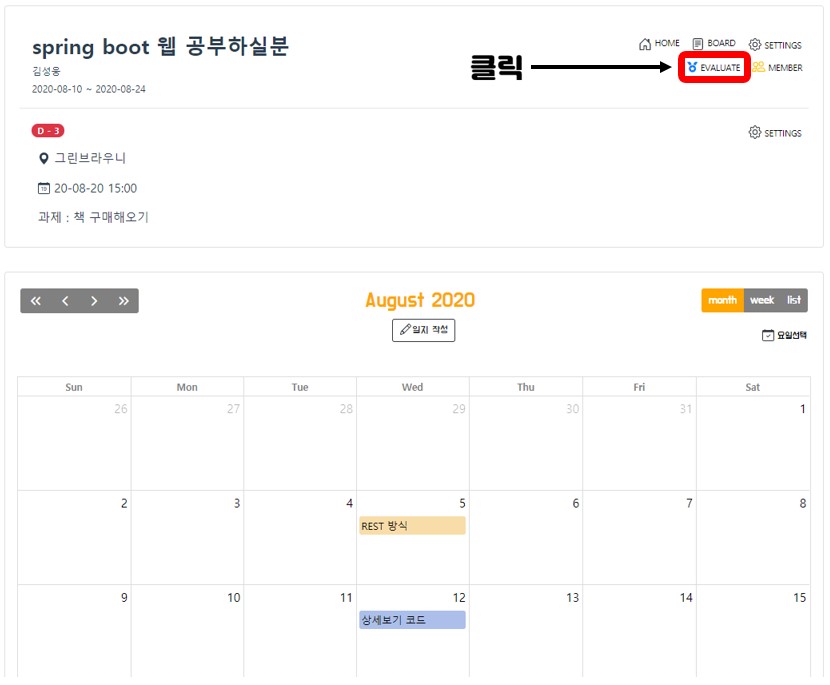 spring boot 웹 공부하실분
HOME BOARD SETTINGS
클릭 EVALUATE MEMBER
김성웅
2020-08-10 ~ 2020-08-24
D - 3
SETTINGS
그린브라우니
20-08-20 15:00
과제 : 책 구매해오기
August 2020
month week list
일지 작성
요일선택
Sun Mon Tue Wed Thu Fri Sat
26 27 28 29 30 31 1
2 3 4 5 6 7 8
REST 방식
9 10 11 12 13 14 15
상세보기 코드